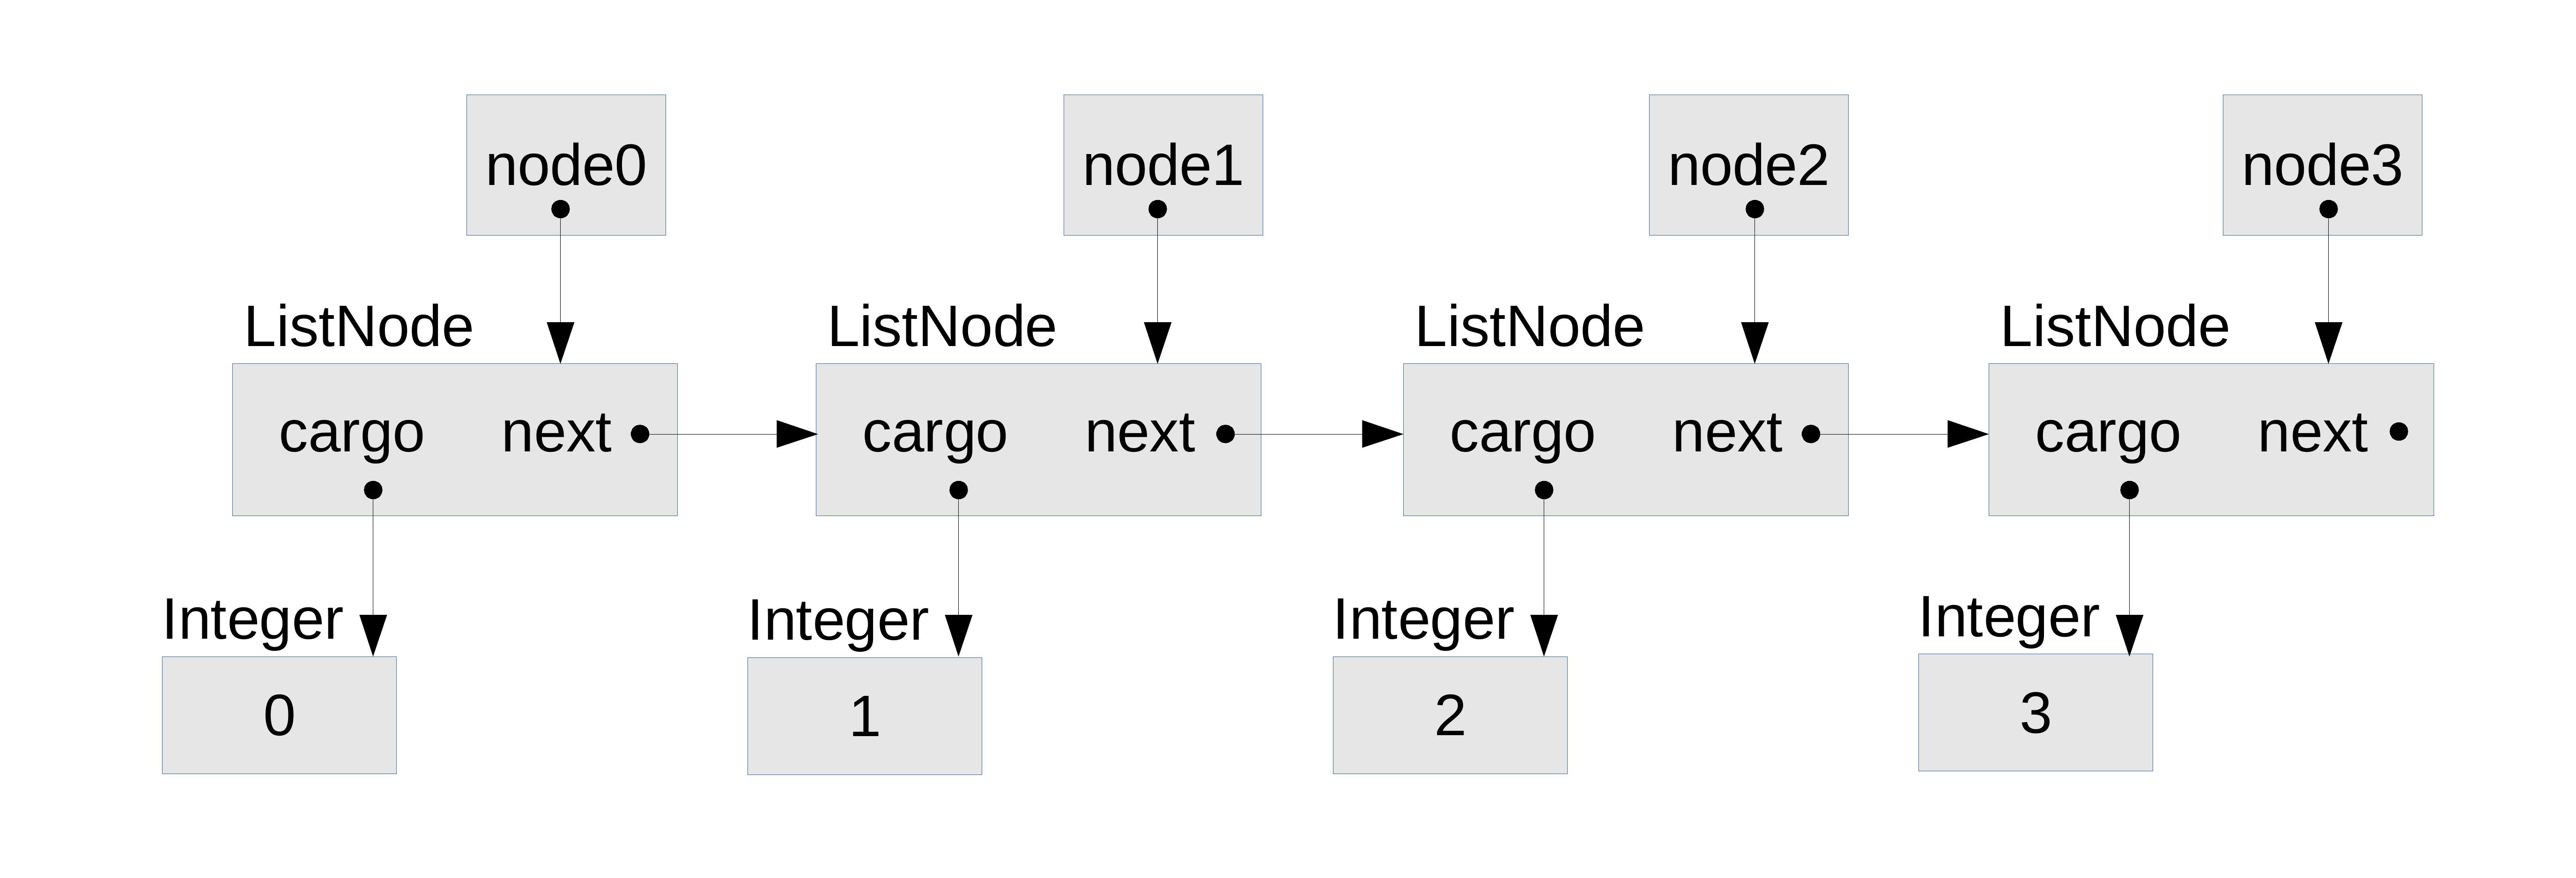 node0 node1 node2 node3
ListNode ListNode ListNode ListNode
cargo next cargo next cargo next cargo next
Integer Integer Integer Integer
0 1 2 3